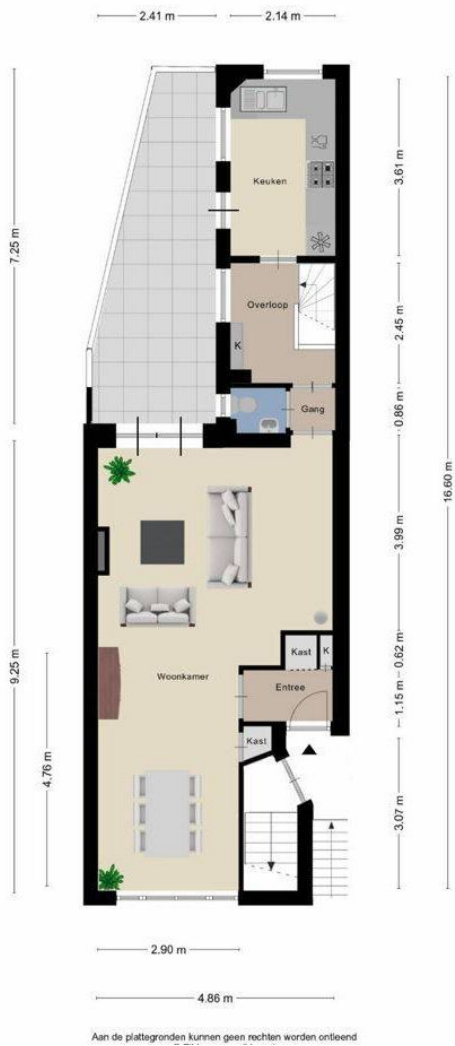 2.41 m
2.14 m
7.25 m
9.25 m
4.76 m
3.61 m
2.45 m
0.86 m
3.99 m
0.62 m
1.15 m
3.07 m
16.60 m
Keuken
Overloop
K
Gang
Woonkamer
Kast
K
Entree
Kast
2.90 m
4.86 m
Aan de plattegronden kunnen geen rechten worden ontleend